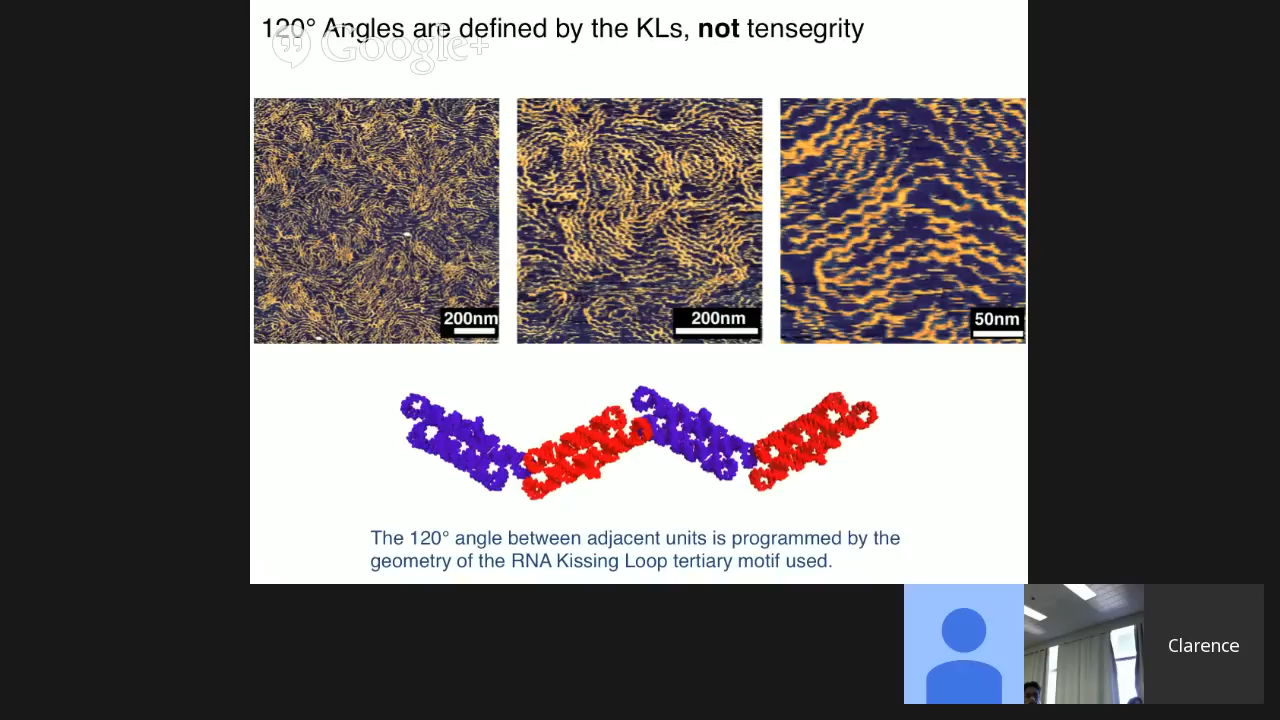 120° Angles are defined by the KLs, not tensegrity
Google+
200nm
200nm
50nm
The 120° angle between adjacent units is programmed by the
geometry of the RNA Kissing Loop tertiary motif used.
Clarence